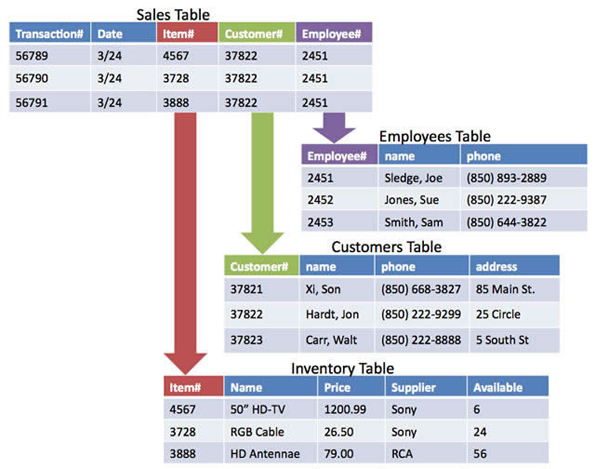 Sales Table
Transaction# Date Item# Customer# Employee#
56789 3/24 4567 37822 2451
56790 3/24 3728 37822 2451
56791 3/24 3888 37822 2451
Employees Table
Employee# name phone
2451 Sledge, Joe (850) 893-2889
2452 Jones, Sue (850) 222-9387
2453 Smith, Sam (850) 644-3822
Customers Table
Customer# name phone address
37821 Xi, Son (850) 668-3827 85 Main St.
37822 Hardt, Jon (850) 222-9299 25 Circle
37823 Carr, Walt (850) 222-8888 5 South St
Inventory Table
Item# Name Price Supplier Available
4567 50” HD-TV 1200.99 Sony 6
3728 RGB Cable 26.50 Sony 24
3888 HD Antennae 79.00 RCA 56